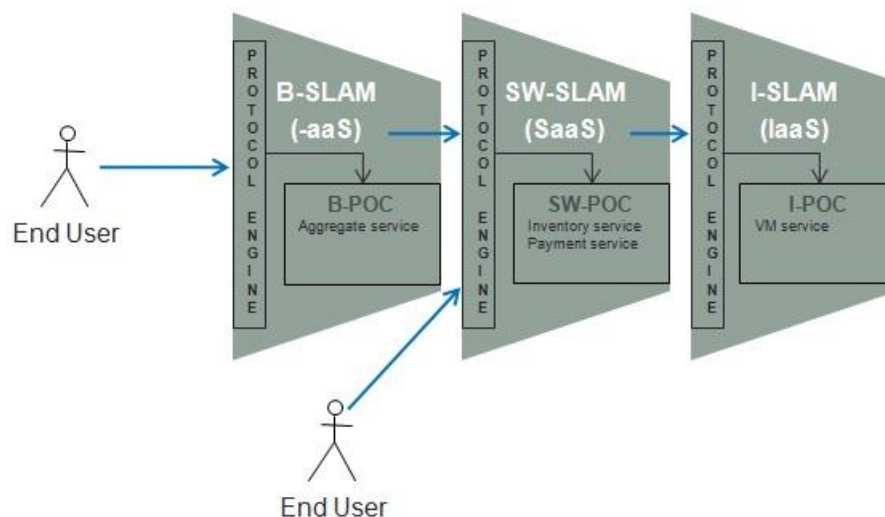 PROTOCOL ENGINE
B-SLAM
(-aaS)
B-POC
Aggregate service
PROTOCOL ENGINE
SW-SLAM
(SaaS)
SW-POC
Inventory service
Payment service
PROTOCOL ENGINE
I-SLAM
(IaaS)
I-POC
VM service
End User
End User